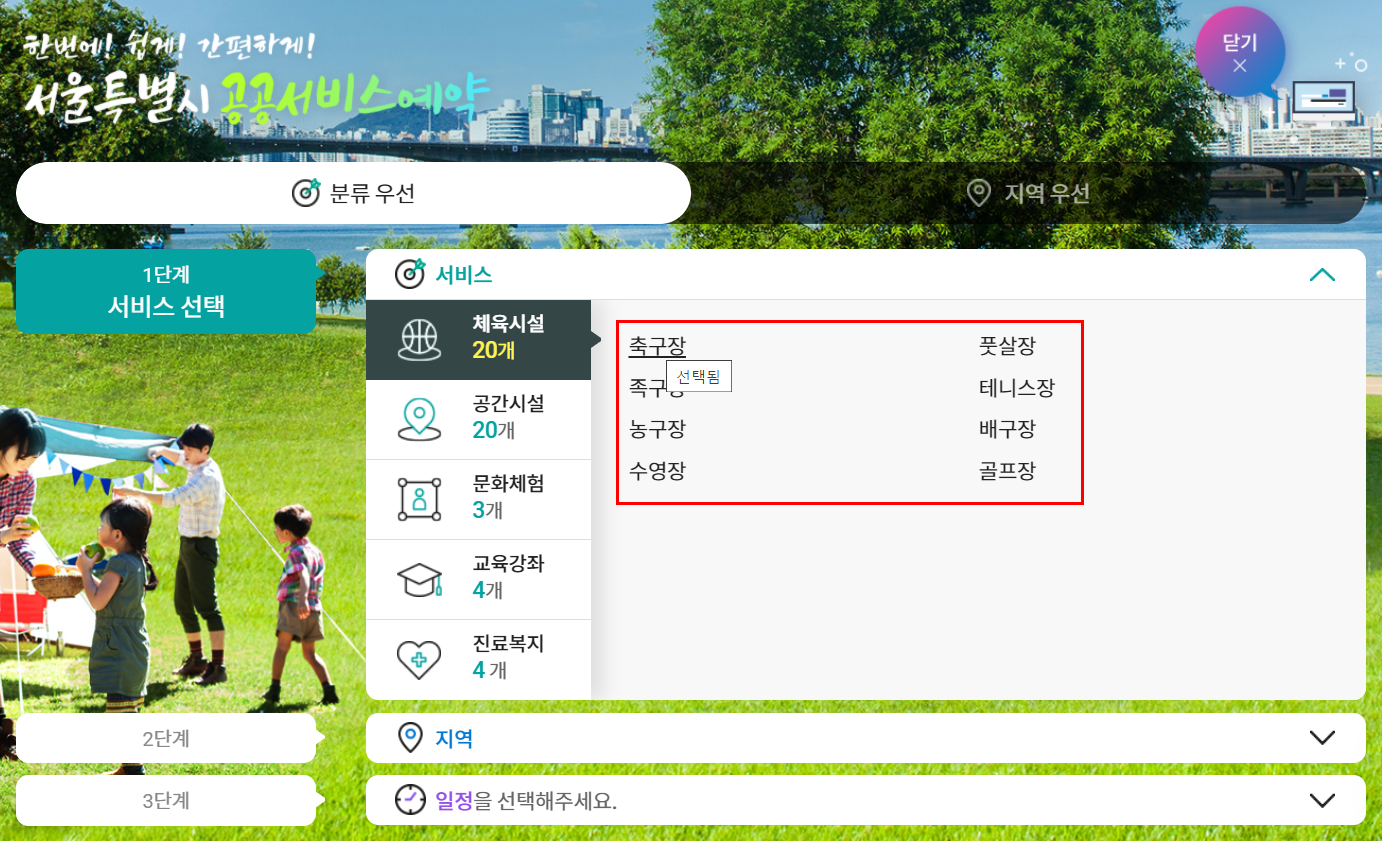 한번에! 쉽게! 간편하게!
서울특별시 공공서비스예약
닫기
분류 우선
지역 우선
1단계
서비스 선택
서비스
체육시설
20개
공간시설
20개
문화체험
3개
교육강좌
4개
진료복지
4 개
축구장
풋살장
선택됨
족구장
테니스장
농구장
배구장
수영장
골프장
2단계
지역
3단계
일정을 선택해주세요.